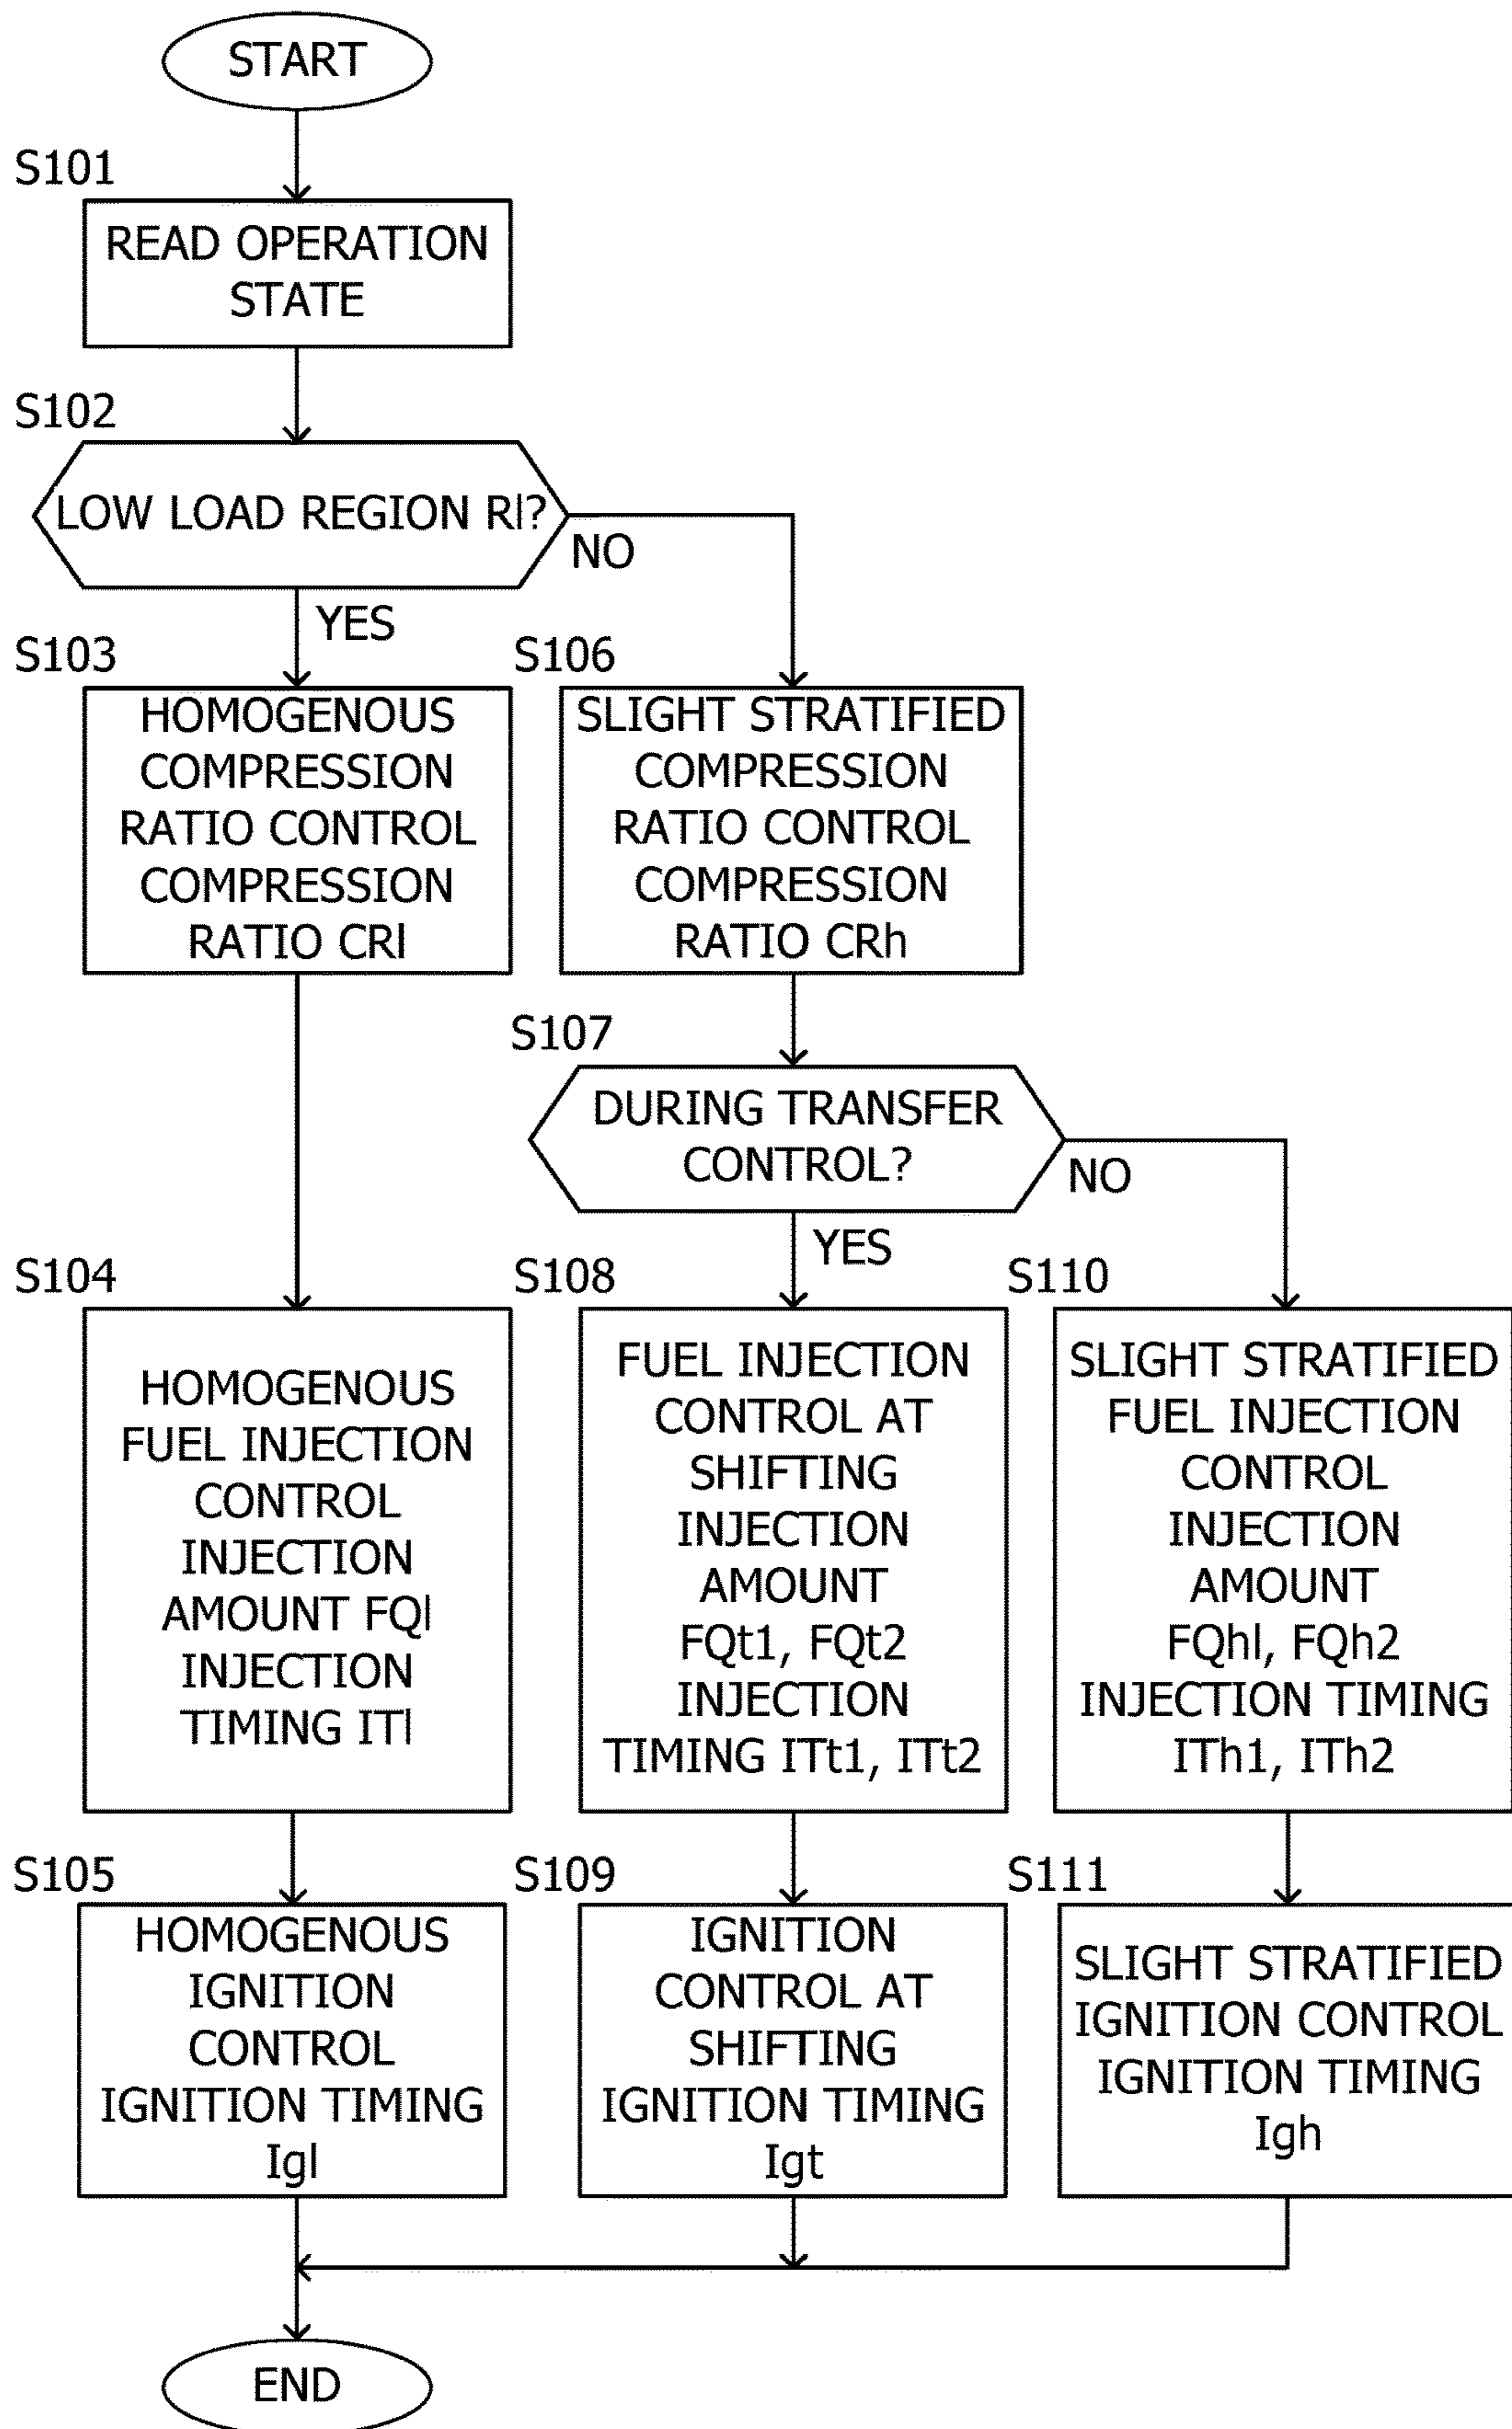 START
S101
READ OPERATION
STATE
S102
LOW LOAD REGION Rl?
NO
YES
S103
HOMOGENOUS
COMPRESSION
RATIO CONTROL
COMPRESSION
RATIO CRl
S106
SLIGHT STRATIFIED
COMPRESSION
RATIO CONTROL
COMPRESSION
RATIO CRh
S107
DURING TRANSFER
CONTROL?
NO
YES
S104
HOMOGENOUS
FUEL INJECTION
CONTROL
INJECTION
AMOUNT FQl
INJECTION
TIMING ITl
S108
FUEL INJECTION
CONTROL AT
SHIFTING
INJECTION
AMOUNT
FQt1, FQt2
INJECTION
TIMING ITt1, ITt2
S110
SLIGHT STRATIFIED
FUEL INJECTION
CONTROL
INJECTION
AMOUNT
FQhl, FQh2
INJECTION TIMING
ITh1, ITh2
S105
HOMOGENOUS
IGNITION
CONTROL
IGNITION TIMING
Igl
S109
IGNITION
CONTROL AT
SHIFTING
IGNITION TIMING
Igt
S111
SLIGHT STRATIFIED
IGNITION CONTROL
IGNITION TIMING
Igh
END